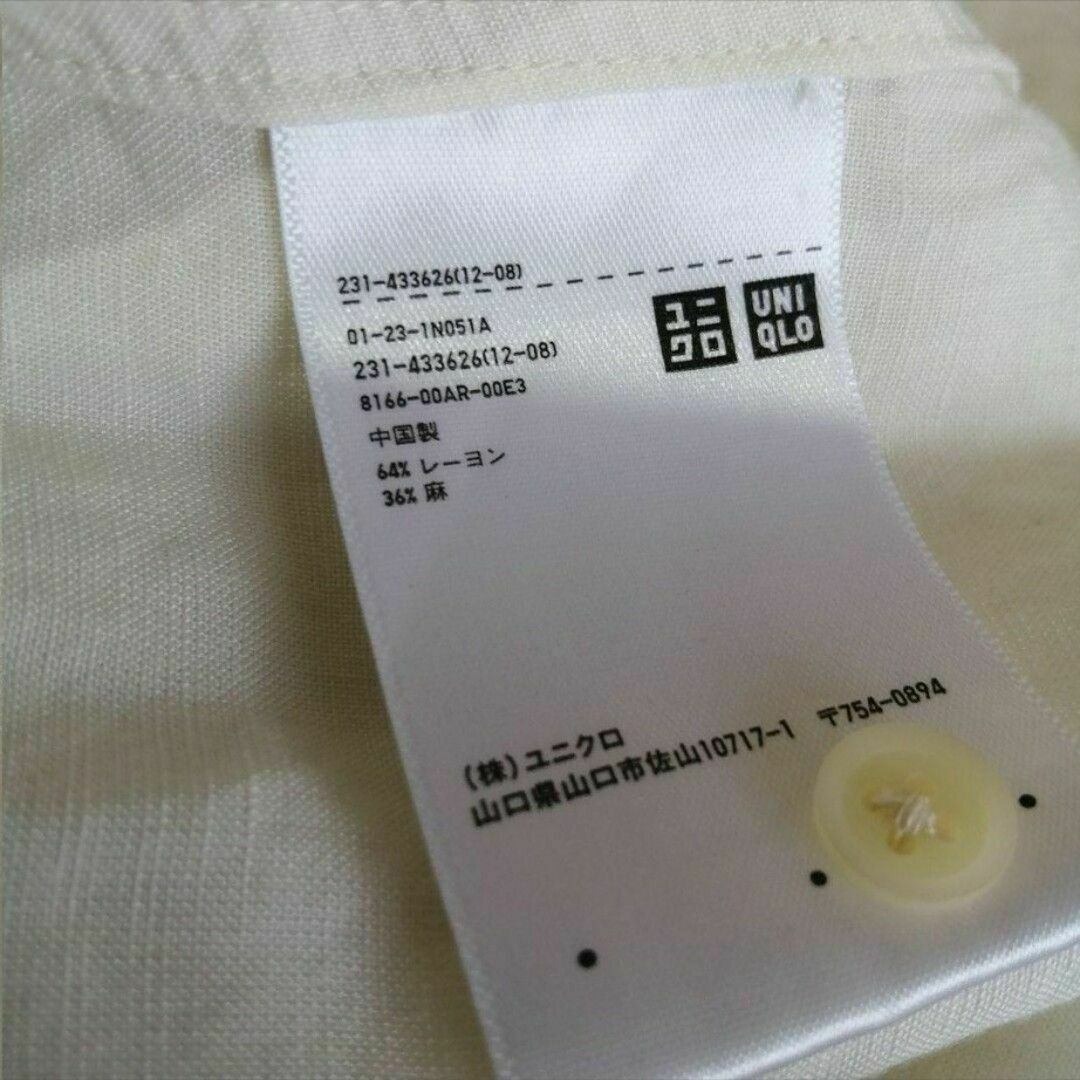 231-433626(12-08)
01-23-1N051A
231-433626(12-08)
8166-00AR-00E3
中国製
64% レーヨン
36% 麻
ユニ
クロ
UNI
QLO
(株)ユニクロ
山口県山口市佐山10717-1 〒754-0894